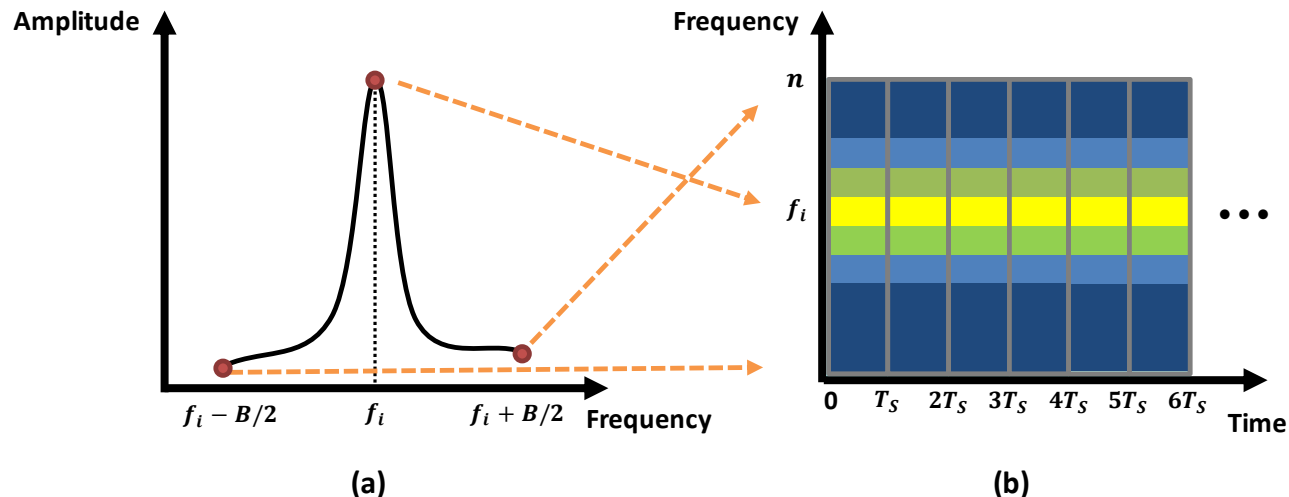 Amplitude
f_i − B/2
f_i
f_i + B/2
Frequency
(a)
Frequency
n
f_i
...
0
T_S
2T_S
3T_S
4T_S
5T_S
6T_S
Time
(b)